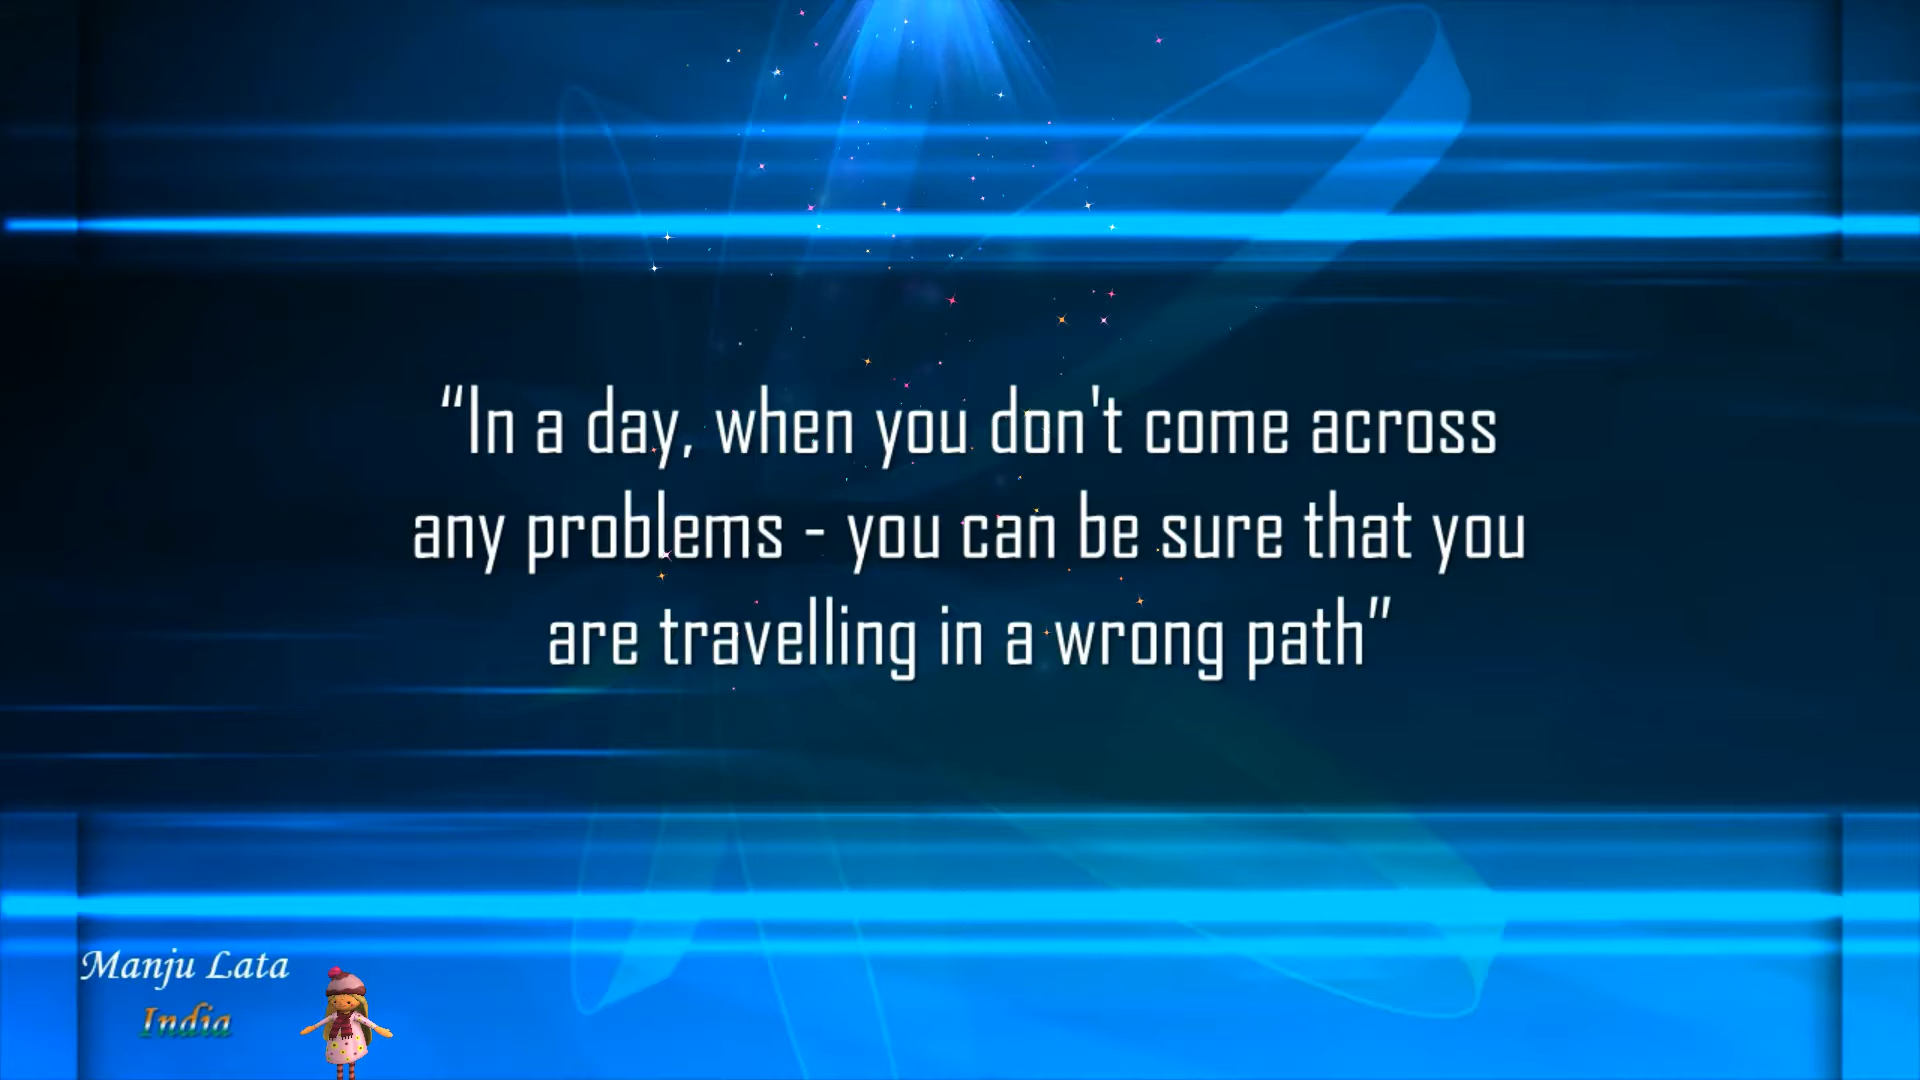 “In a day, when you don't come across
any problems - you can be sure that you
are travelling in a wrong path”
Manju Lata
India